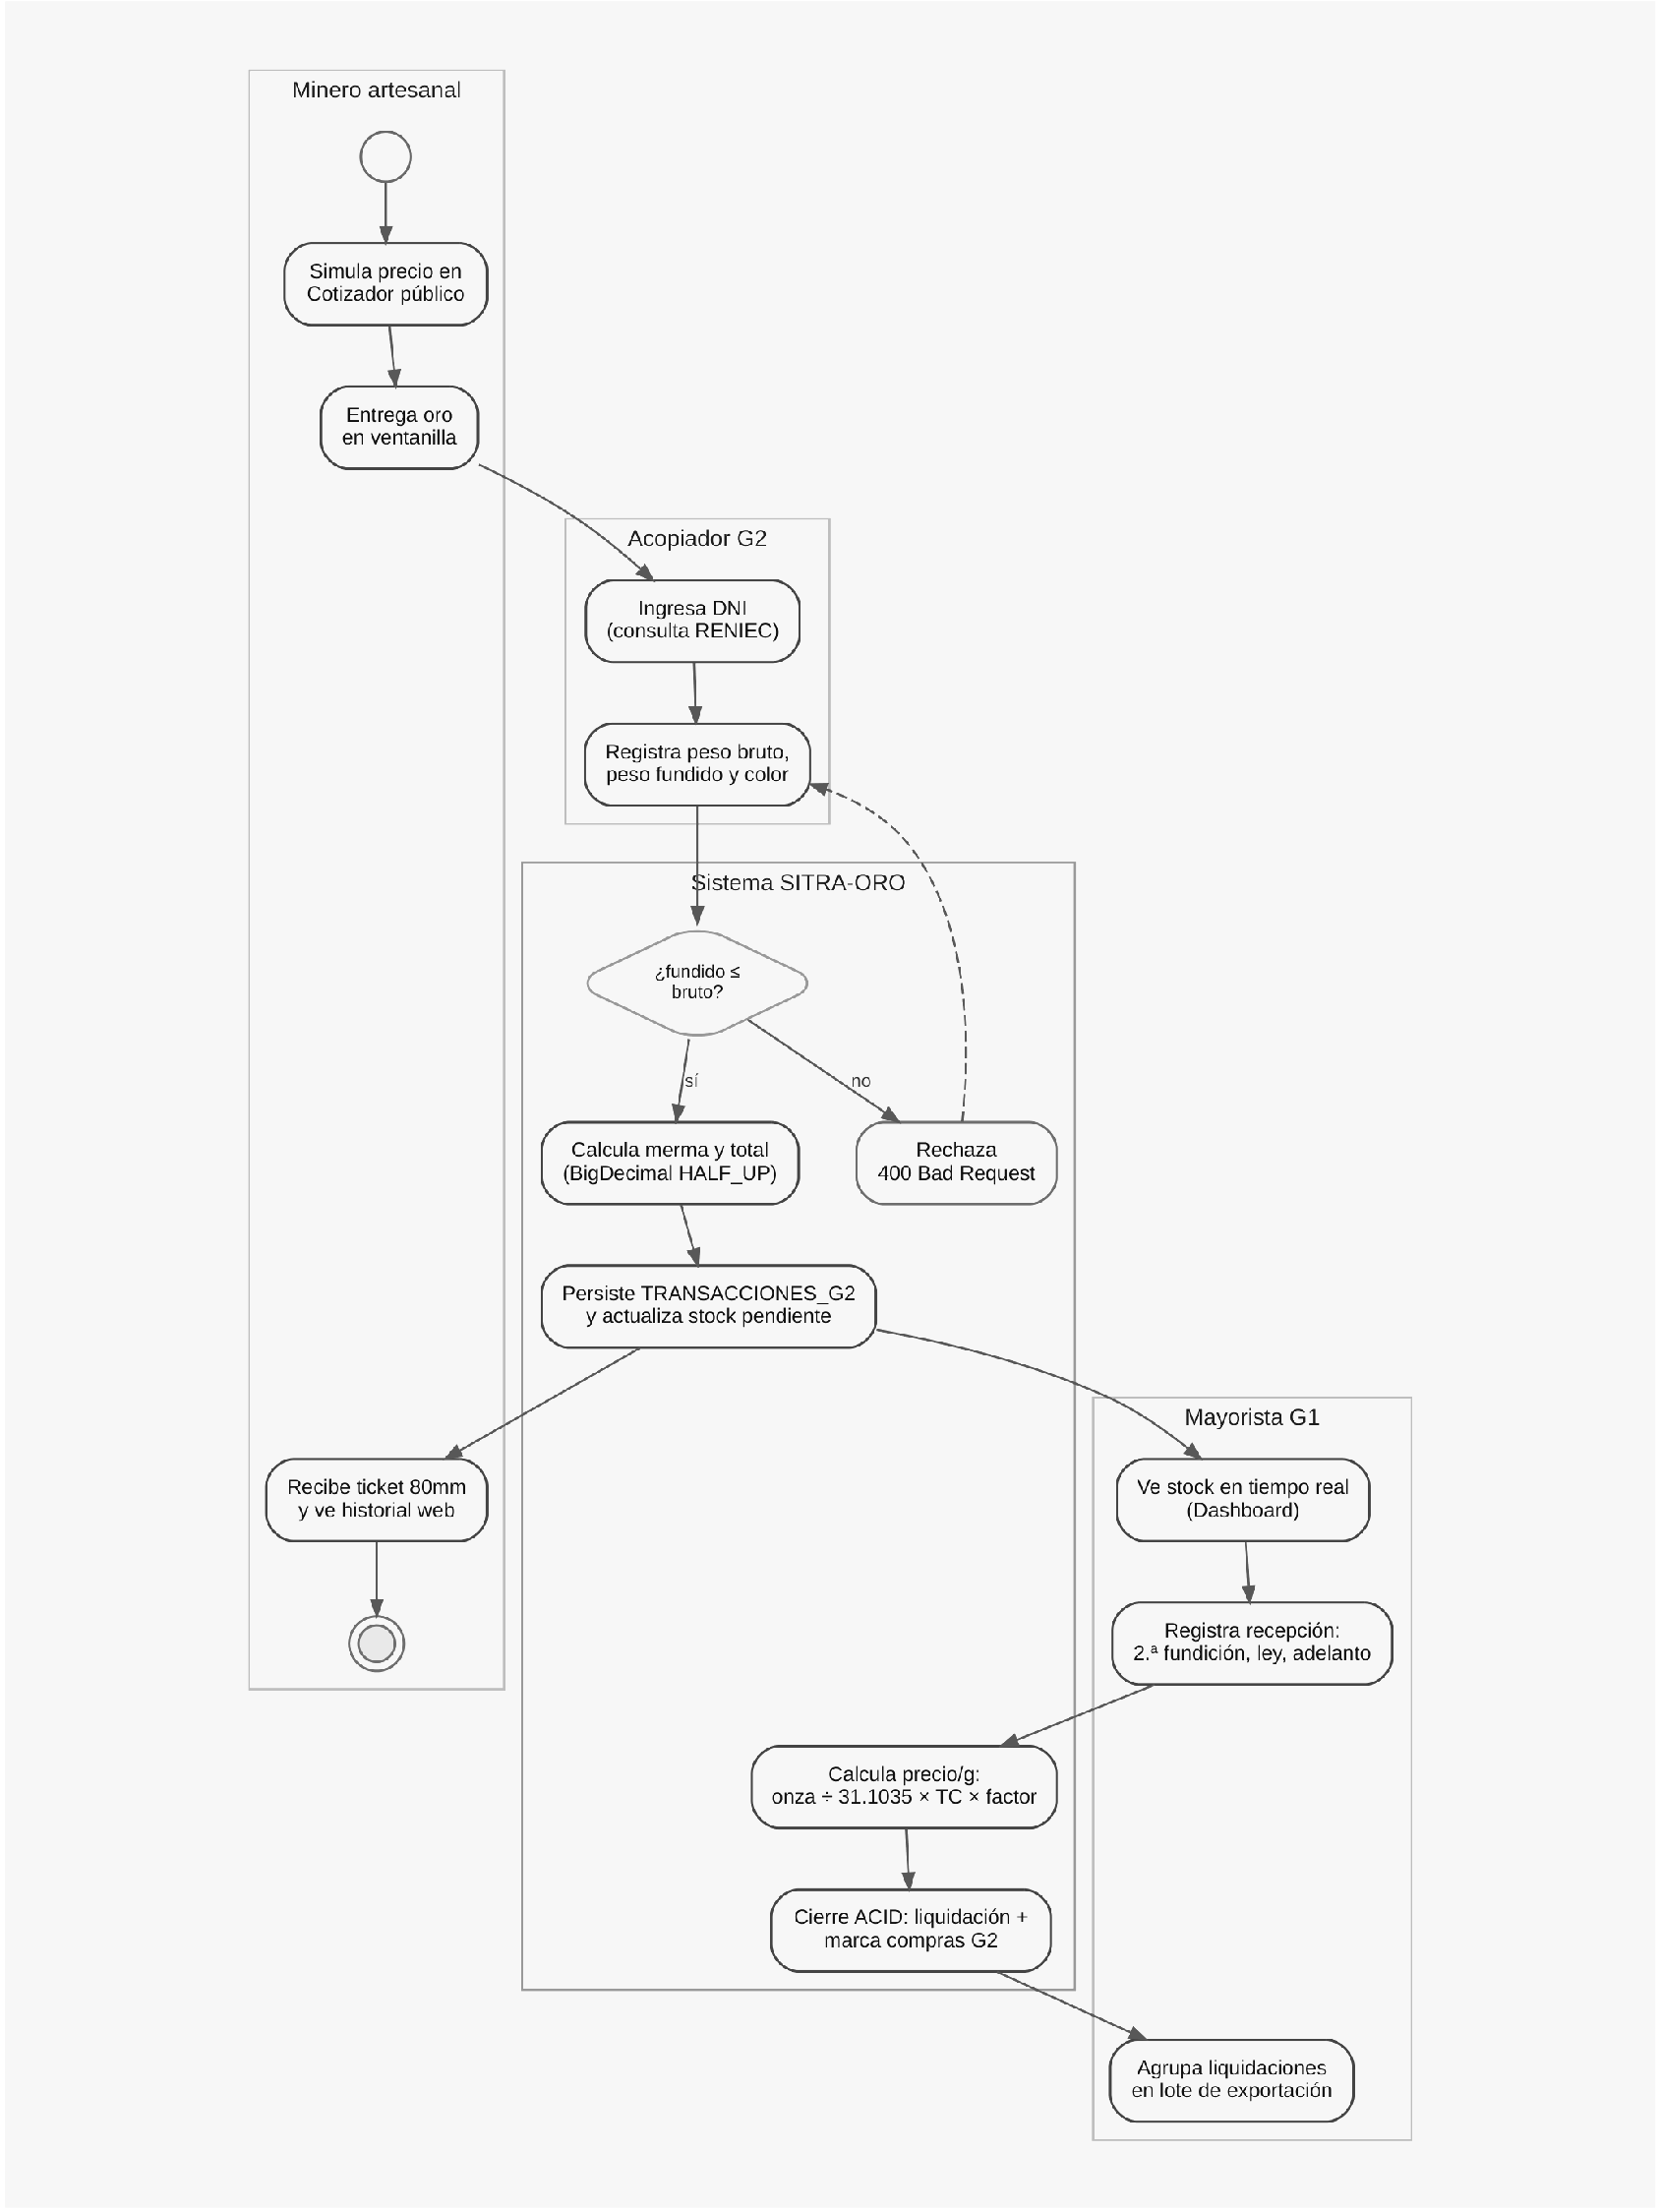 Minero artesanal
Simula precio en
Cotizador público
Entrega oro
en ventanilla
Acopiador G2
Ingresa DNI
(consulta RENIEC)
Registra peso bruto,
peso fundido y color
Sistema SITRA-ORO
¿fundido ≤
bruto?
sí
no
Calcula merma y total
(BigDecimal HALF_UP)
Rechaza
400 Bad Request
Persiste TRANSACCIONES_G2
y actualiza stock pendiente
Mayorista G1
Recibe ticket 80mm
y ve historial web
Ve stock en tiempo real
(Dashboard)
Registra recepción:
2.ª fundición, ley, adelanto
Calcula precio/g:
onza ÷ 31.1035 × TC × factor
Cierre ACID: liquidación +
marca compras G2
Agrupa liquidaciones
en lote de exportación